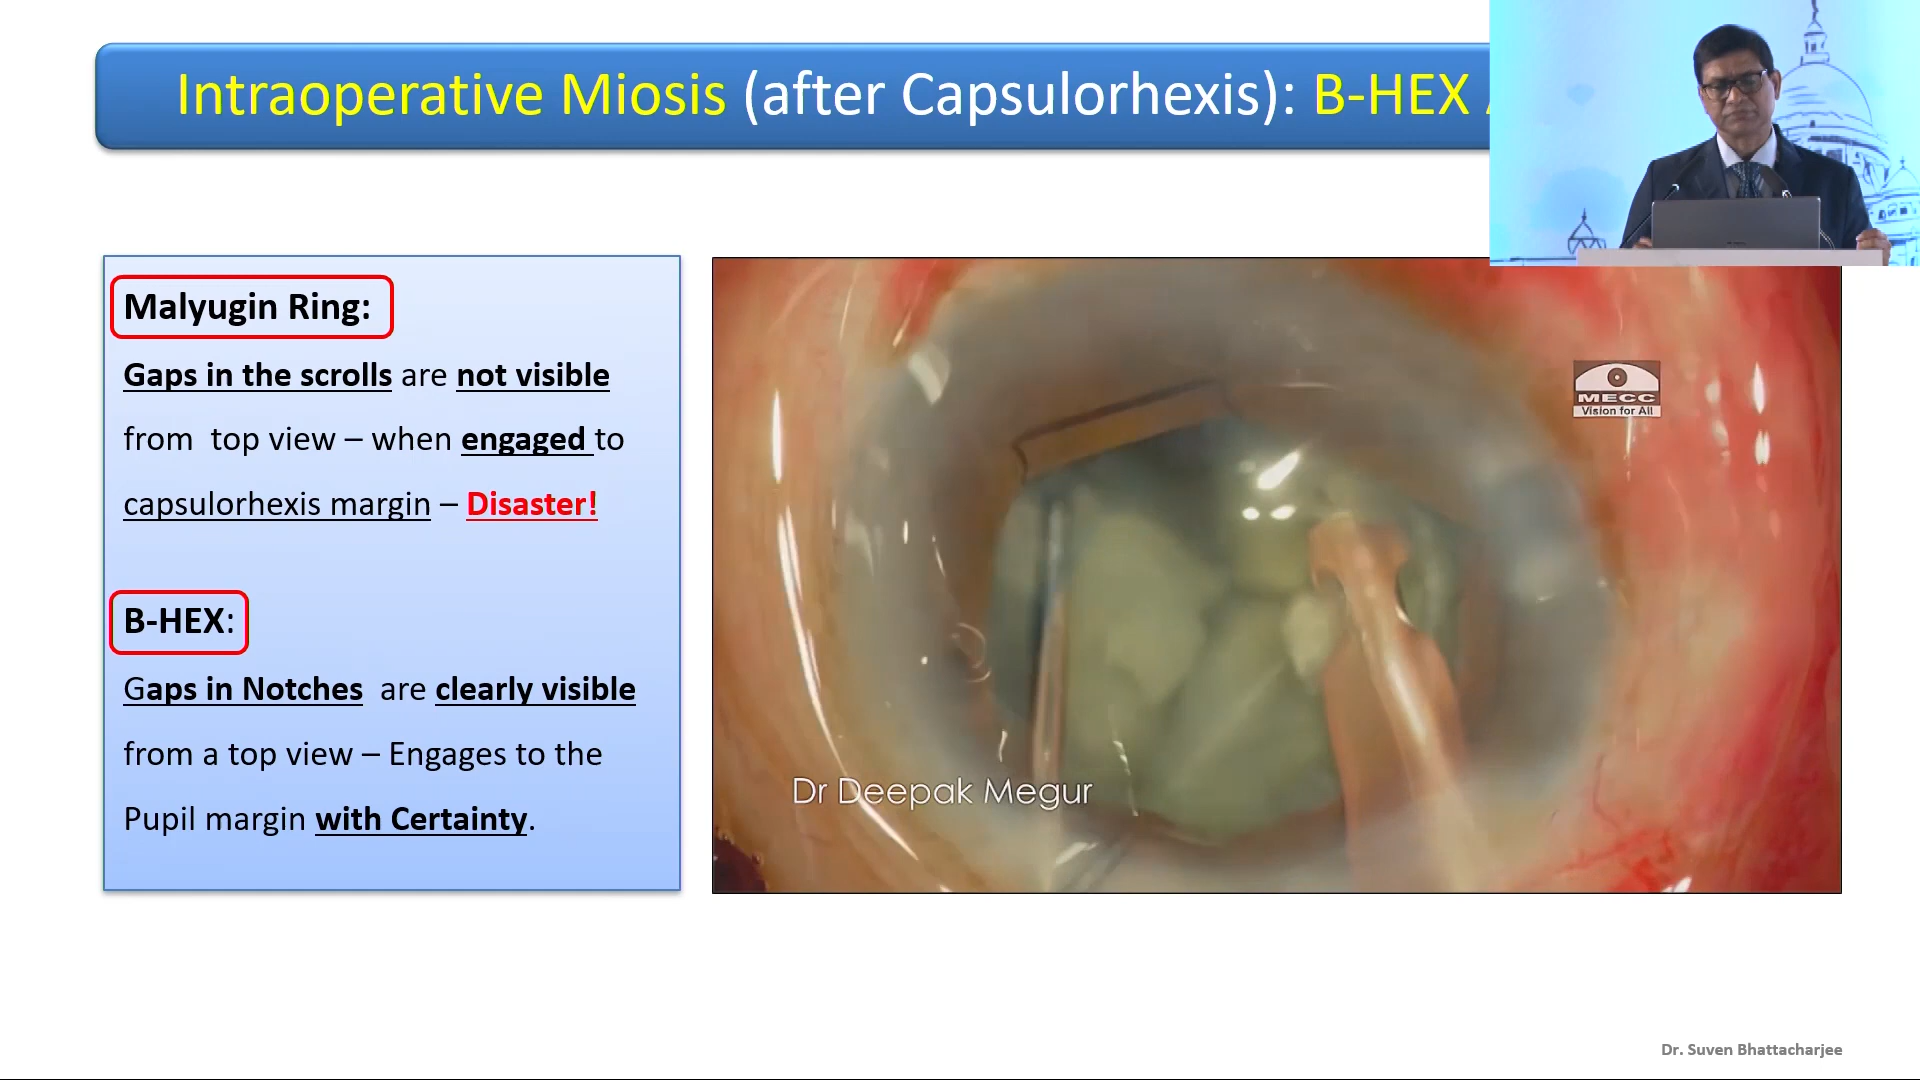 Intraoperative Miosis (after Capsulorhexis): B-HEX
Malyugin Ring:
Gaps in the scrolls are not visible
from top view – when engaged to
capsulorhexis margin – Disaster!
B-HEX:
Gaps in Notches are clearly visible
from a top view – Engages to the
Pupil margin with Certainty.
MECC
Vision for All
Dr Deepak Megur
Dr. Suven Bhattacharjee